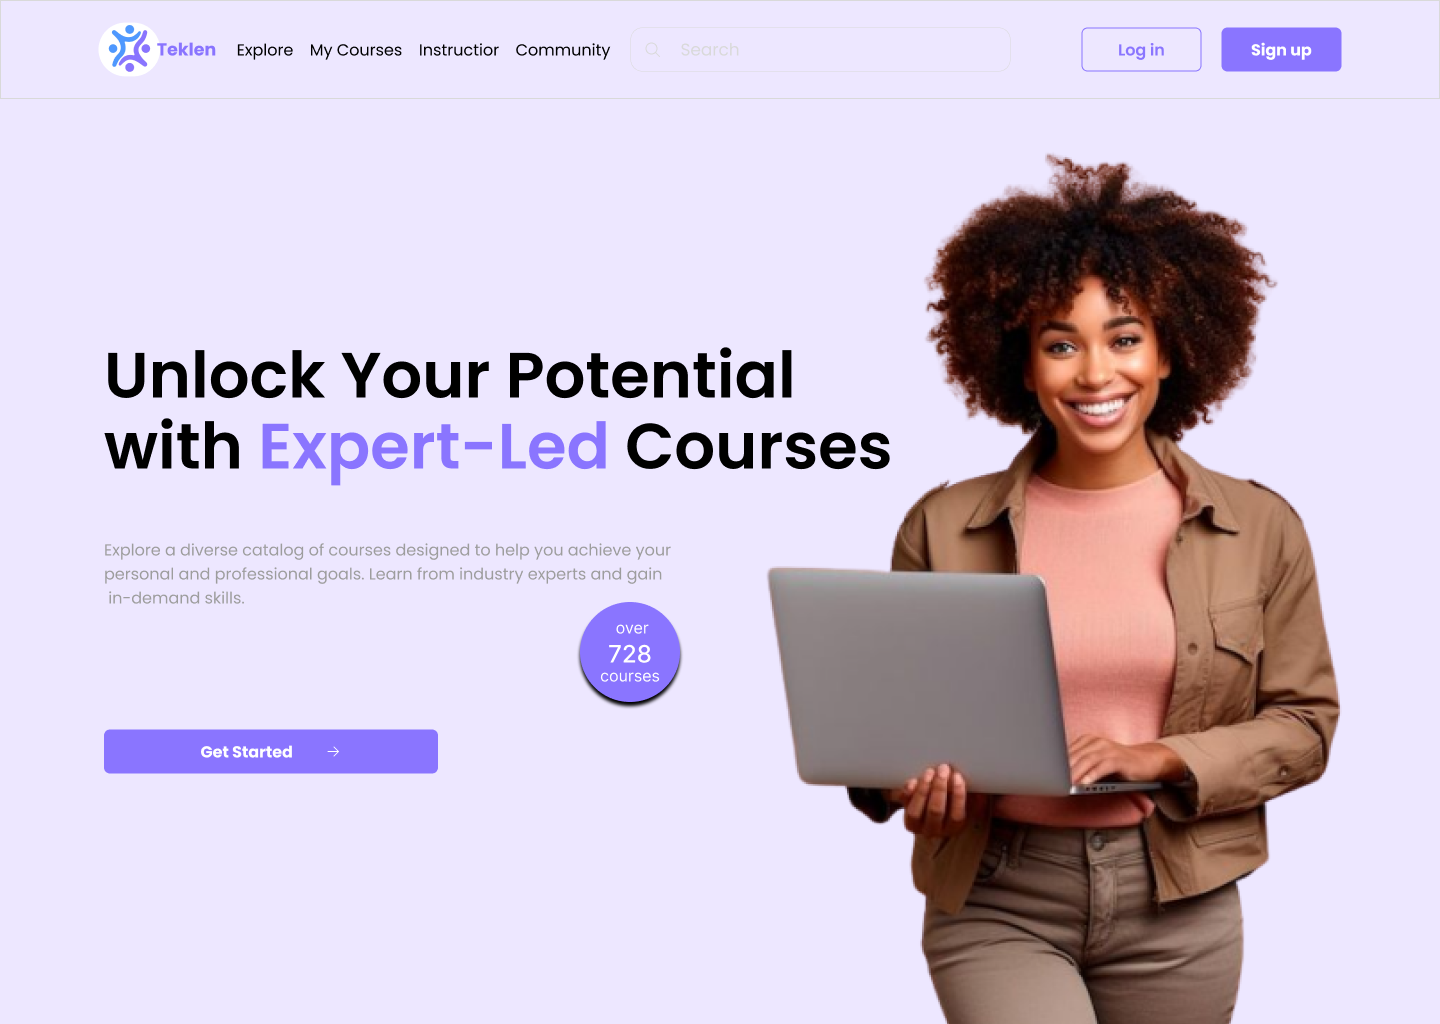 Teklen
Explore
My Courses
Instructior
Community
Search
Log in
Sign up
Unlock Your Potential
with Expert-Led Courses
Explore a diverse catalog of courses designed to help you achieve your
personal and professional goals. Learn from industry experts and gain
in-demand skills.
over
728
courses
Get Started